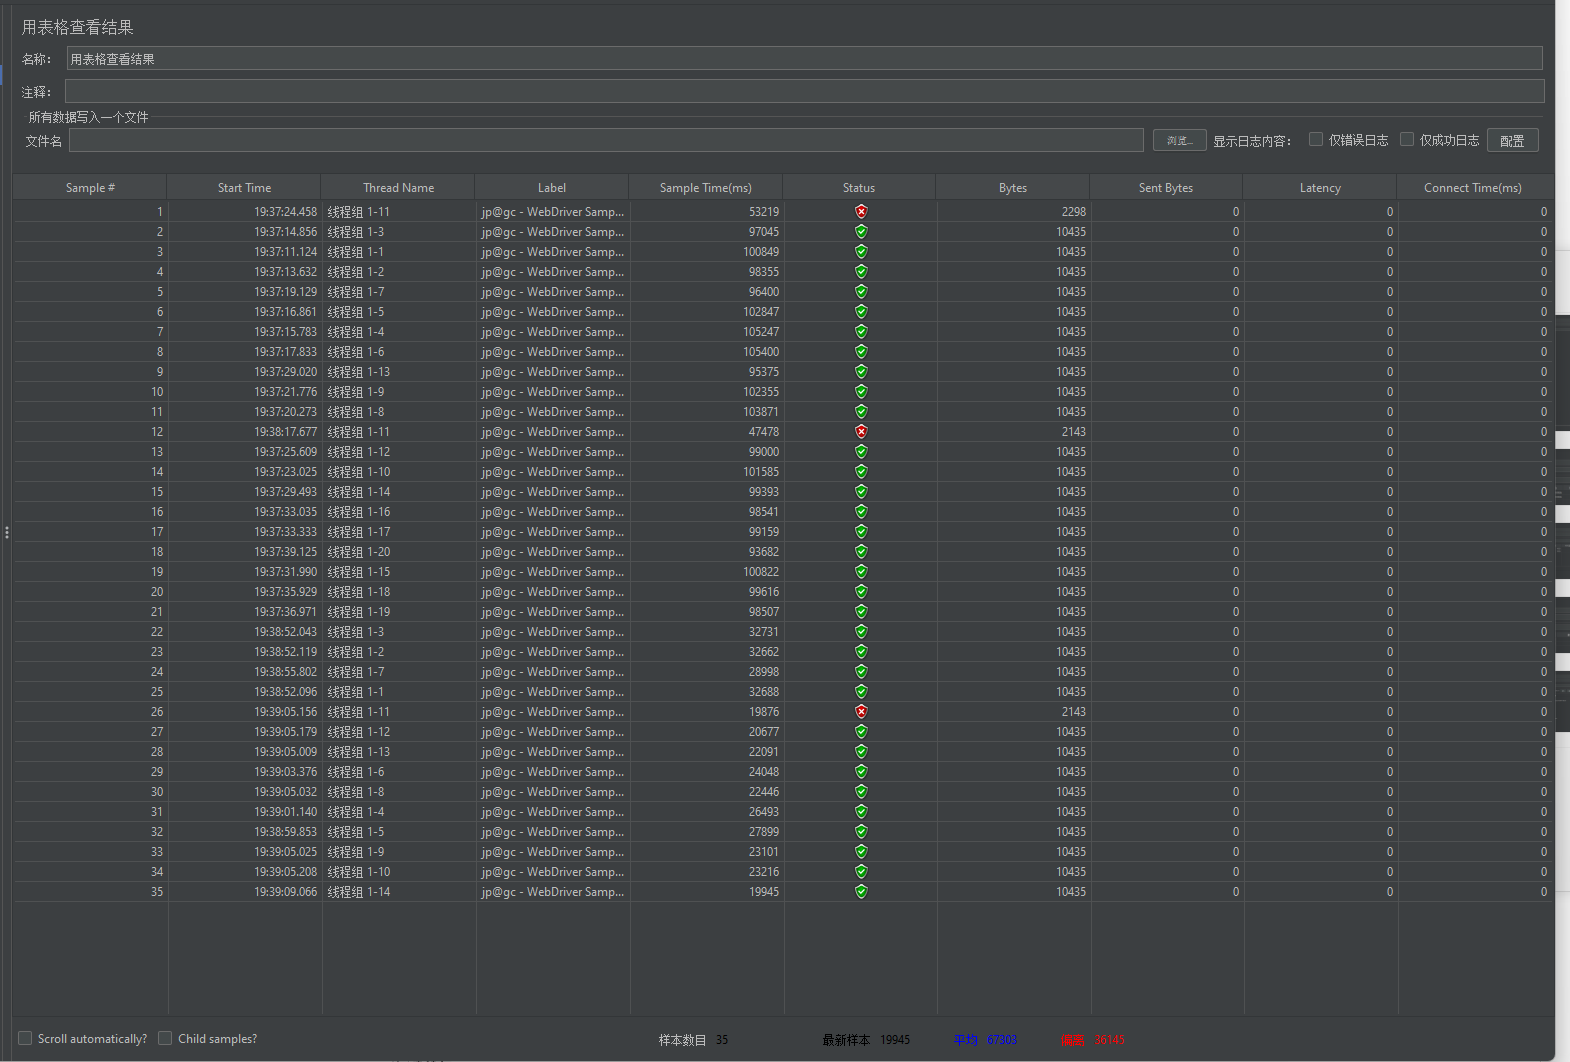 用表格查看结果
名称： 用表格查看结果
注释：
所有数据写入一个文件
文件名 浏览... 显示日志内容： 仅错误日志 仅成功日志 配置
Sample # Start Time Thread Name Label Sample Time(ms) Status Bytes Sent Bytes Latency Connect Time(ms)
1 19:37:24.458 线程组 1-11 jp@gc - WebDriver Samp... 53219 2298 0 0 0
2 19:37:14.856 线程组 1-3 jp@gc - WebDriver Samp... 97045 10435 0 0 0
3 19:37:11.124 线程组 1-1 jp@gc - WebDriver Samp... 100849 10435 0 0 0
4 19:37:13.632 线程组 1-2 jp@gc - WebDriver Samp... 98355 10435 0 0 0
5 19:37:19.129 线程组 1-7 jp@gc - WebDriver Samp... 96400 10435 0 0 0
6 19:37:16.861 线程组 1-5 jp@gc - WebDriver Samp... 102847 10435 0 0 0
7 19:37:15.783 线程组 1-4 jp@gc - WebDriver Samp... 105247 10435 0 0 0
8 19:37:17.833 线程组 1-6 jp@gc - WebDriver Samp... 105400 10435 0 0 0
9 19:37:29.020 线程组 1-13 jp@gc - WebDriver Samp... 95375 10435 0 0 0
10 19:37:21.776 线程组 1-9 jp@gc - WebDriver Samp... 102355 10435 0 0 0
11 19:37:20.273 线程组 1-8 jp@gc - WebDriver Samp... 103871 10435 0 0 0
12 19:38:17.677 线程组 1-11 jp@gc - WebDriver Samp... 47478 2143 0 0 0
13 19:37:25.609 线程组 1-12 jp@gc - WebDriver Samp... 99000 10435 0 0 0
14 19:37:23.025 线程组 1-10 jp@gc - WebDriver Samp... 101585 10435 0 0 0
15 19:37:29.493 线程组 1-14 jp@gc - WebDriver Samp... 99393 10435 0 0 0
16 19:37:33.035 线程组 1-16 jp@gc - WebDriver Samp... 98541 10435 0 0 0
17 19:37:33.333 线程组 1-17 jp@gc - WebDriver Samp... 99159 10435 0 0 0
18 19:37:39.125 线程组 1-20 jp@gc - WebDriver Samp... 93682 10435 0 0 0
19 19:37:31.990 线程组 1-15 jp@gc - WebDriver Samp... 100822 10435 0 0 0
20 19:37:35.929 线程组 1-18 jp@gc - WebDriver Samp... 99616 10435 0 0 0
21 19:37:36.971 线程组 1-19 jp@gc - WebDriver Samp... 98507 10435 0 0 0
22 19:38:52.043 线程组 1-3 jp@gc - WebDriver Samp... 32731 10435 0 0 0
23 19:38:52.119 线程组 1-2 jp@gc - WebDriver Samp... 32662 10435 0 0 0
24 19:38:55.802 线程组 1-7 jp@gc - WebDriver Samp... 28998 10435 0 0 0
25 19:38:52.096 线程组 1-1 jp@gc - WebDriver Samp... 32688 10435 0 0 0
26 19:39:05.156 线程组 1-11 jp@gc - WebDriver Samp... 19876 2143 0 0 0
27 19:39:05.179 线程组 1-12 jp@gc - WebDriver Samp... 20677 10435 0 0 0
28 19:39:05.009 线程组 1-13 jp@gc - WebDriver Samp... 22091 10435 0 0 0
29 19:39:03.376 线程组 1-6 jp@gc - WebDriver Samp... 24048 10435 0 0 0
30 19:39:05.032 线程组 1-8 jp@gc - WebDriver Samp... 22446 10435 0 0 0
31 19:39:01.140 线程组 1-4 jp@gc - WebDriver Samp... 26493 10435 0 0 0
32 19:38:59.853 线程组 1-5 jp@gc - WebDriver Samp... 27899 10435 0 0 0
33 19:39:05.025 线程组 1-9 jp@gc - WebDriver Samp... 23101 10435 0 0 0
34 19:39:05.208 线程组 1-10 jp@gc - WebDriver Samp... 23216 10435 0 0 0
35 19:39:09.066 线程组 1-14 jp@gc - WebDriver Samp... 19945 10435 0 0 0
Scroll automatically? Child samples? 样本数目 35 最新样本 19945 平均 67303 偏离 36145